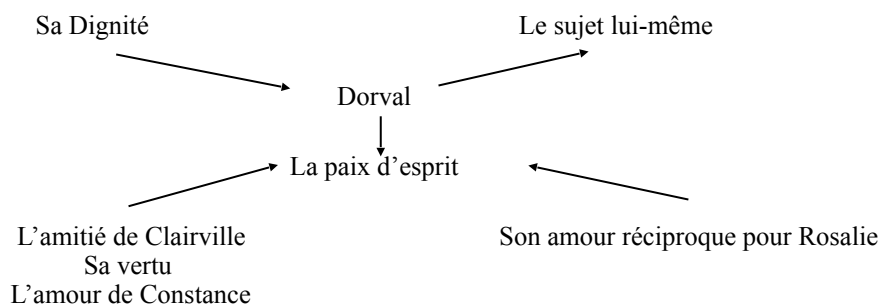 Sa Dignité
Le sujet lui-même
Dorval
La paix d’esprit
L’amitié de Clairville
Sa vertu
L’amour de Constance
Son amour réciproque pour Rosalie